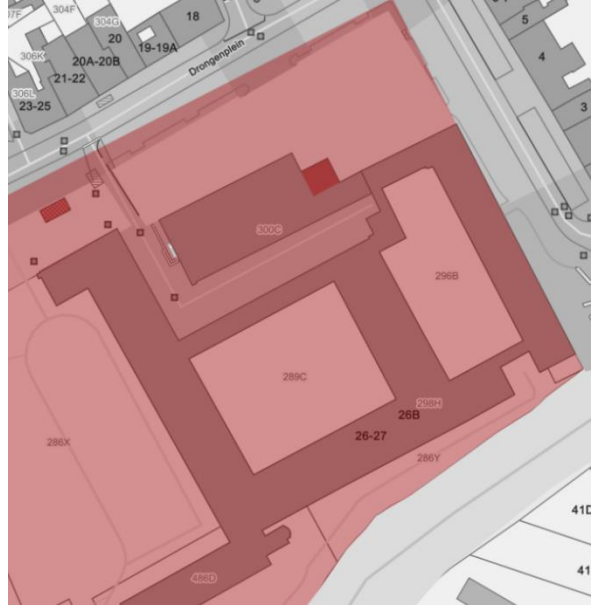 304F
18
304G
20
19-19A
306K
20A-20B
Drongenplein
21-22
306L
23-25
5
4
3
300C
296B
289C
298H
26B
26-27
286X
286Y
41D
41
486D